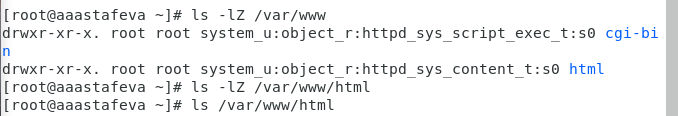 [root@aaastafeva ~]# ls -lZ /var/www
drwxr-xr-x. root root system_u:object_r:httpd_sys_script_exec_t:s0 cgi-bi
n
drwxr-xr-x. root root system_u:object_r:httpd_sys_content_t:s0 html
[root@aaastafeva ~]# ls -lZ /var/www/html
[root@aaastafeva ~]# ls /var/www/html